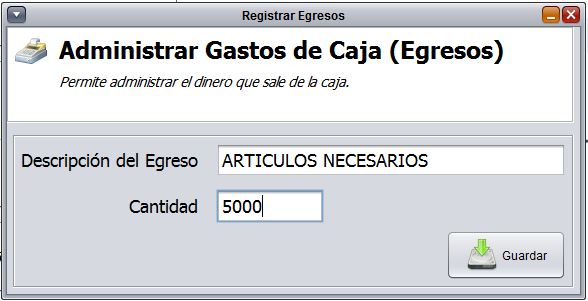 Registrar Egresos
Administrar Gastos de Caja (Egresos)
Permite administrar el dinero que sale de la caja.
Descripción del Egreso ARTICULOS NECESARIOS
Cantidad 5000
Guardar